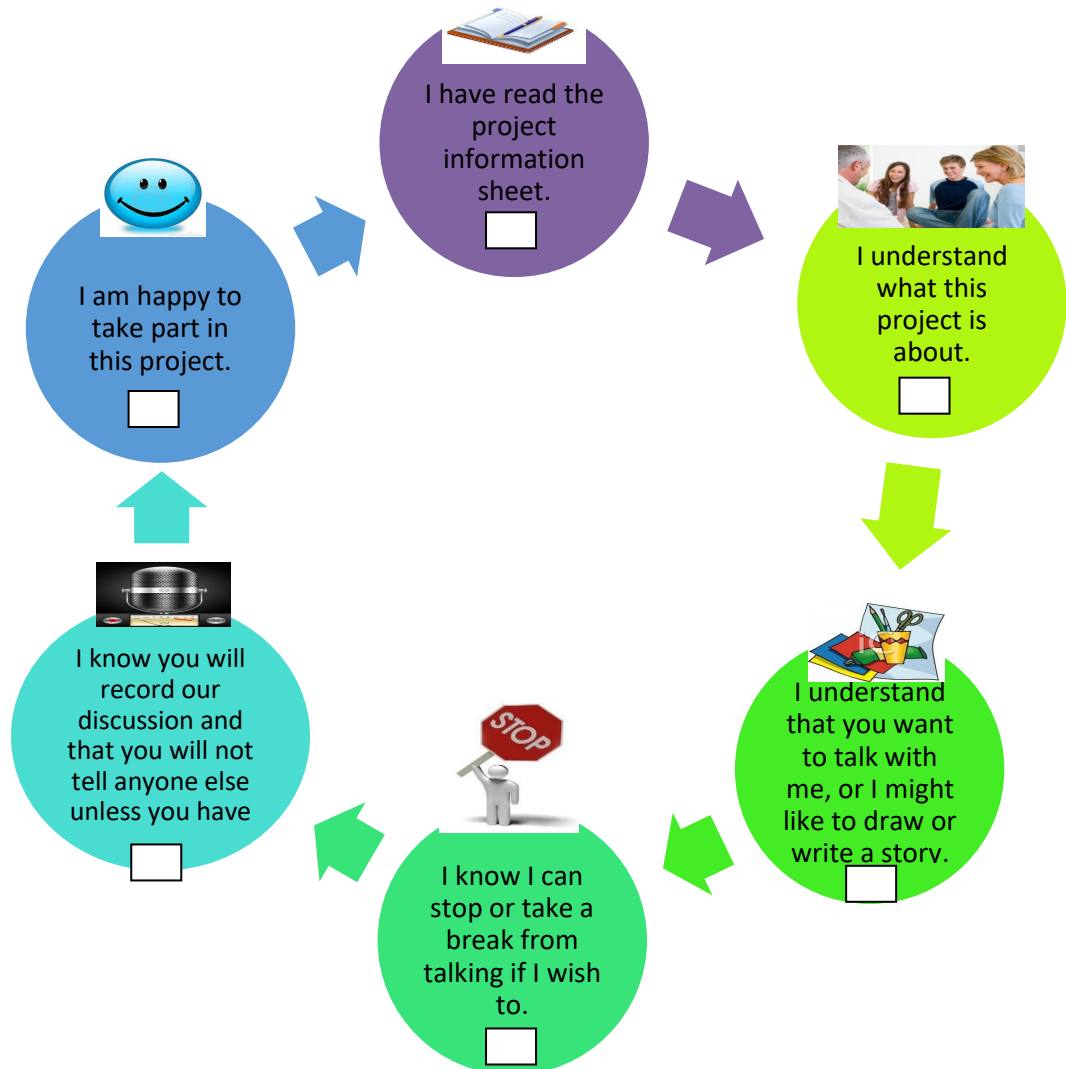 I have read the
project
information
sheet.
I understand
what this
project is
about.
I understand
that you want
to talk with
me, or I might
like to draw or
write a story.
I know I can
stop or take a
break from
talking if I wish
to.
STOP
I know you will
record our
discussion and
that you will not
tell anyone else
unless you have
I am happy to
take part in
this project.